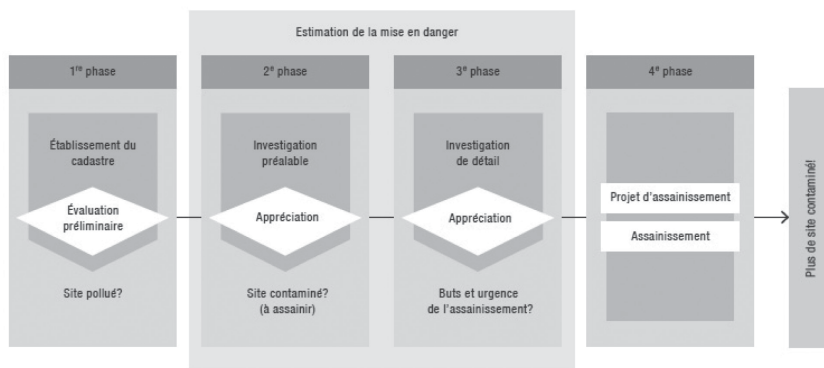 Estimation de la mise en danger
1re phase
Établissement du
cadastre
Évaluation
préliminaire
Site pollué?
2e phase
Investigation
préalable
Appréciation
Site contaminé?
(à assainir)
3e phase
Investigation
de détail
Appréciation
Buts et urgence
de l'assainissement?
4e phase
Projet d'assainissement
Assainissement
Plus de site contaminé!